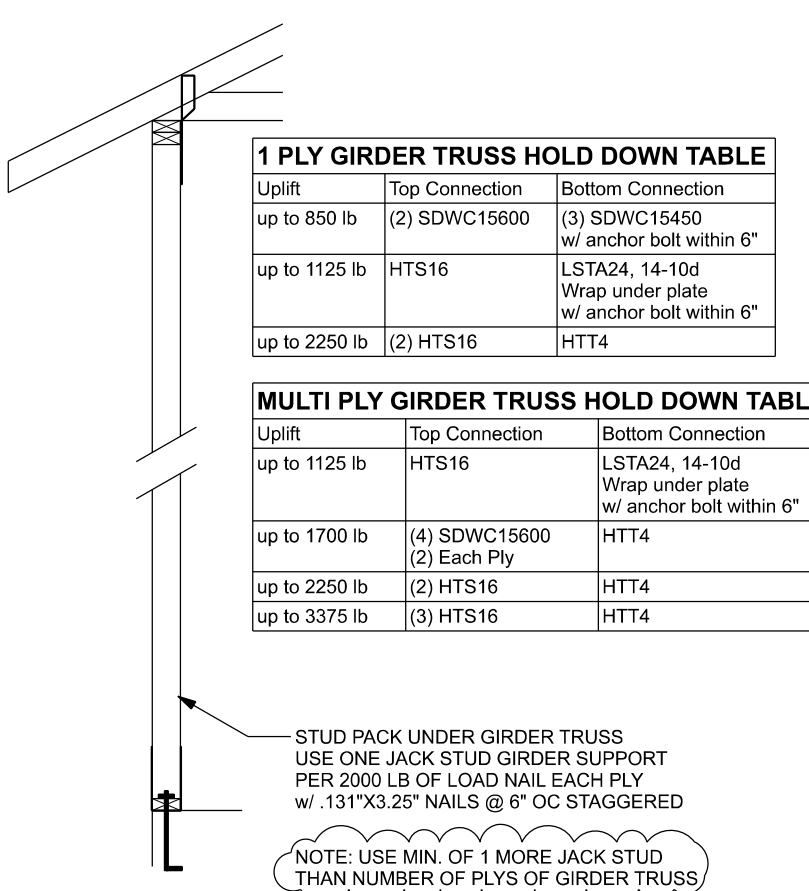 1 PLY GIRDER TRUSS HOLD DOWN TABLE
Uplift Top Connection Bottom Connection
up to 850 lb (2) SDWC15600 (3) SDWC15450
w/ anchor bolt within 6"
up to 1125 lb HTS16 LSTA24, 14-10d
Wrap under plate
w/ anchor bolt within 6"
up to 2250 lb (2) HTS16 HTT4
MULTI PLY GIRDER TRUSS HOLD DOWN TABL
Uplift Top Connection Bottom Connection
up to 1125 lb HTS16 LSTA24, 14-10d
Wrap under plate
w/ anchor bolt within 6"
up to 1700 lb (4) SDWC15600 HTT4
(2) Each Ply
up to 2250 lb (2) HTS16 HTT4
up to 3375 lb (3) HTS16 HTT4
STUD PACK UNDER GIRDER TRUSS
USE ONE JACK STUD GIRDER SUPPORT
PER 2000 LB OF LOAD NAIL EACH PLY
w/ .131"X3.25" NAILS @ 6" OC STAGGERED
NOTE: USE MIN. OF 1 MORE JACK STUD
THAN NUMBER OF PLYS OF GIRDER TRUSS